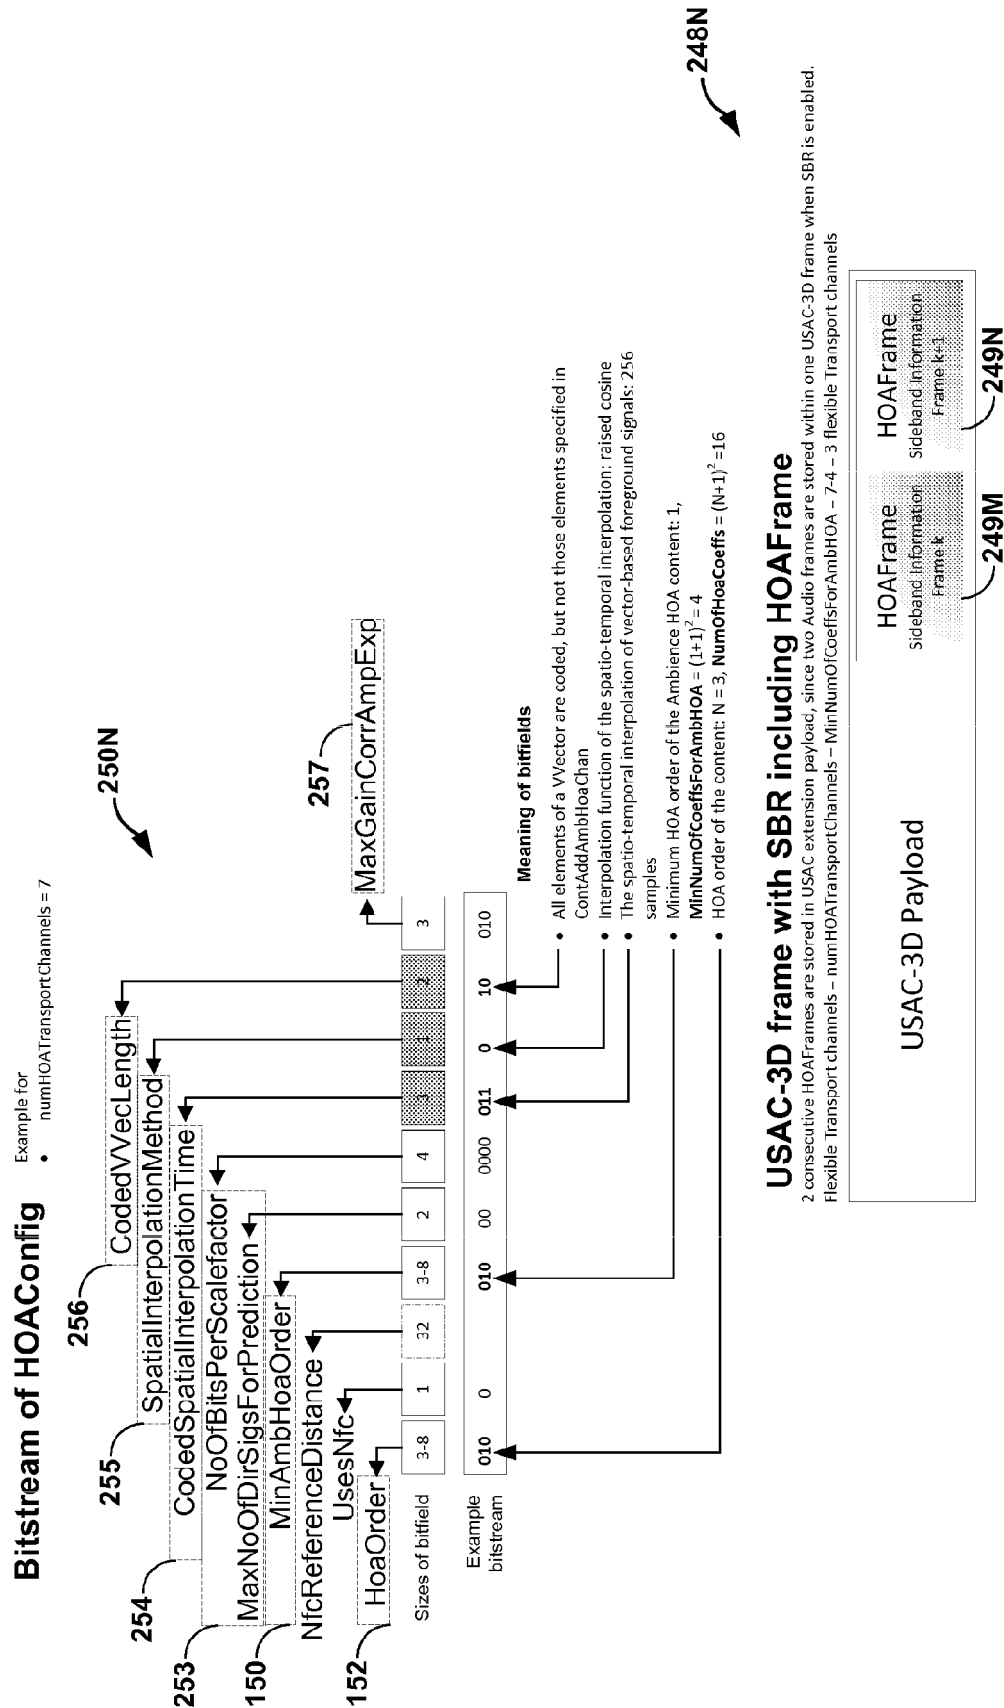 Bitstream of HOAConfig
Example for
• numHOATransportChannels = 7
250N
256
CodedVVecLength
255
SpatialInterpolationMethod
254
CodedSpatialInterpolationTime
253
NoOfBitsPerScalefactor
MaxNoOfDirSigsForPrediction
150
MinAmbHoaOrder
NfcReferenceDistance
UsesNfc
152
HoaOrder
257
MaxGainCorrAmpExp
Sizes of bitfield
3-8
1
32
3-8
2
4
3
1
2
3
Example
bitstream
010
0
010
00
0000
011
0
10
010
Meaning of bitfields
• All elements of a VVector are coded, but not those elements specified in
ContAddAmbHoaChan
• Interpolation function of the spatio-temporal interpolation: raised cosine
• The spatio-temporal interpolation of vector-based foreground signals: 256
samples
• Minimum HOA order of the Ambience HOA content: 1,
MinNumOfCoeffsForAmbHOA = (1+1)² = 4
• HOA order of the content: N = 3, NumOfHoaCoeffs = (N+1)² =16
248N
USAC-3D frame with SBR including HOAFrame
2 consecutive HOAFrames are stored in USAC extension payload, since two Audio frames are stored within one USAC-3D frame when SBR is enabled.
Flexible Transport channels – numHOATransportChannels – MinNumOfCoeffsForAmbHOA – 7-4 – 3 flexible Transport channels
USAC-3D Payload
HOAFrame
Sideband Information
Frame k
HOAFrame
Sideband Information
Frame k+1
249M
249N